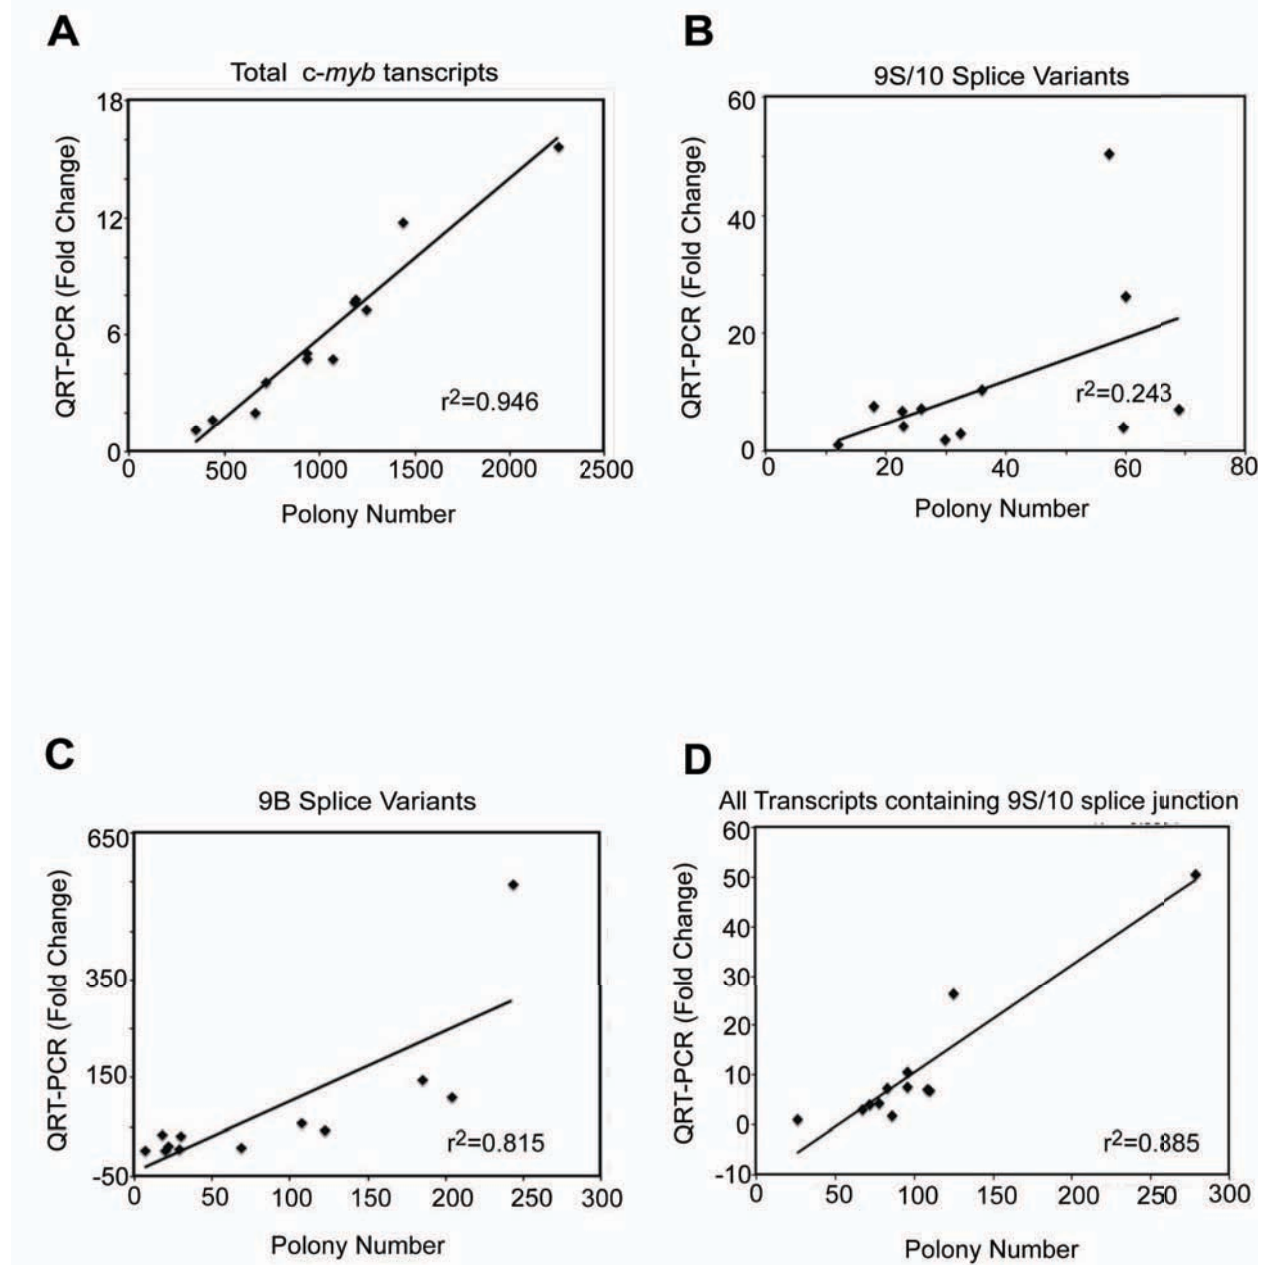 A
Total c-myb tanscripts
QRT-PCR (Fold Change)
18
12
6
0
r2=0.946
0 500 1000 1500 2000 2500
Polony Number
B
9S/10 Splice Variants
QRT-PCR (Fold Change)
60
40
20
0
r2=0.243
0 20 40 60 80
Polony Number
C
9B Splice Variants
QRT-PCR (Fold Change)
650
350
150
-50
r2=0.815
0 50 100 150 200 250 300
Polony Number
D
All Transcripts containing 9S/10 splice junction
QRT-PCR (Fold Change)
60
50
40
30
20
10
0
-10
r2=0.885
0 50 100 150 200 250 300
Polony Number